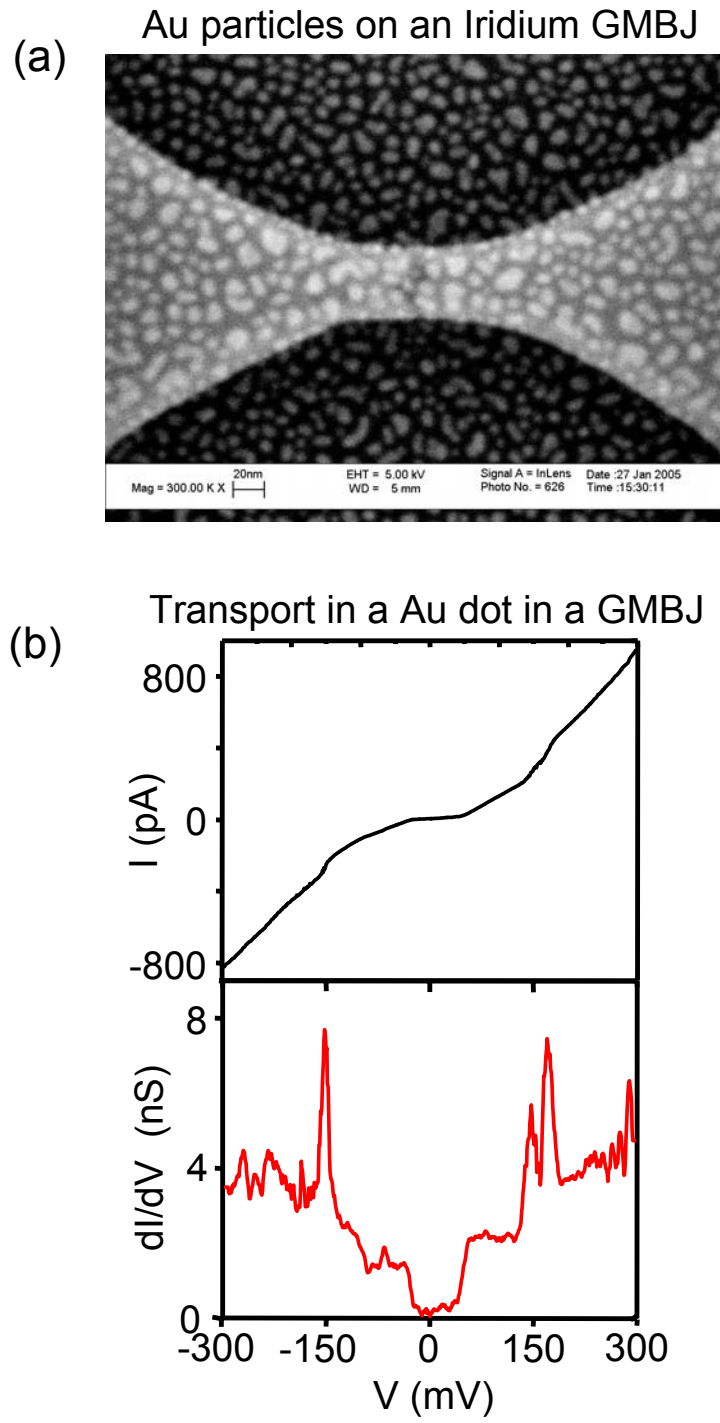 Au particles on an Iridium GMBJ
(a)
Mag = 300.00 K X
20nm
EHT = 5.00 kV
WD = 5 mm
Signal A = InLens
Photo No. = 626
Date :27 Jan 2005
Time :15:30:11
Transport in a Au dot in a GMBJ
(b)
800
0
-800
I (pA)
8
4
0
dI/dV (nS)
-300 -150 0 150 300
V (mV)